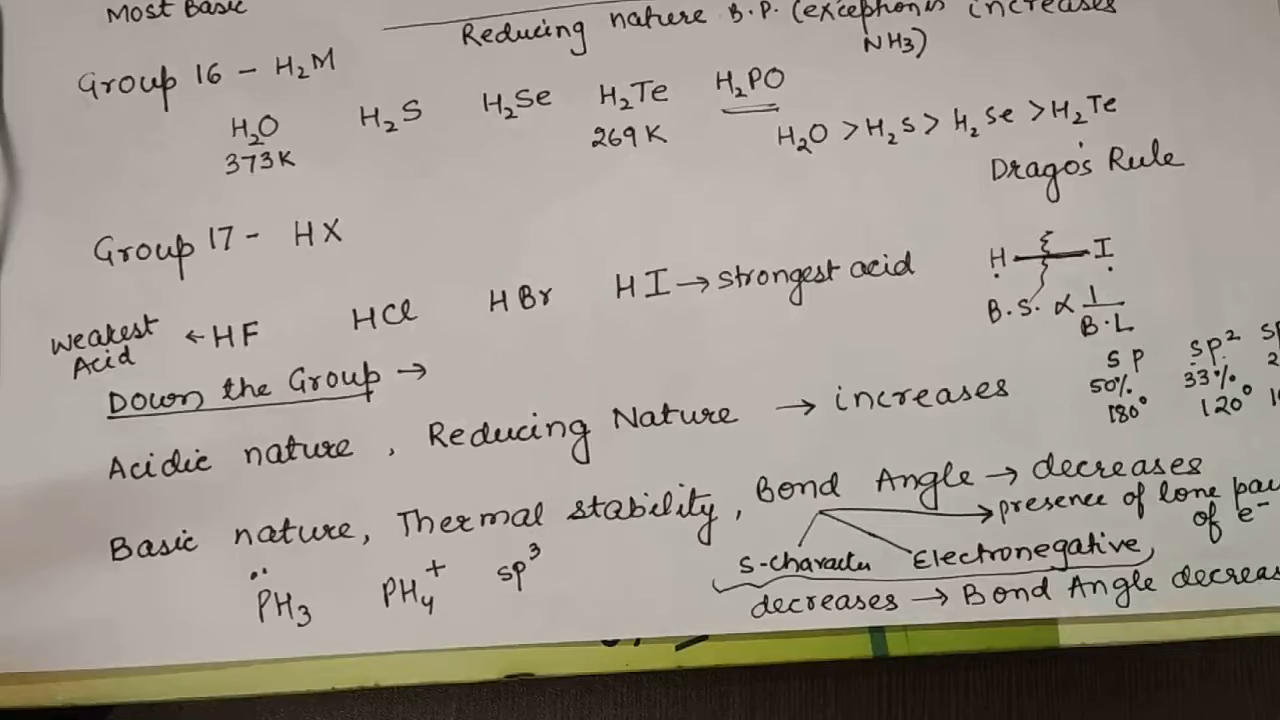 Most Basic
Reducing nature B.P. (exception is increases
NH3)
Group 16 - H₂M
H₂O H₂S H₂Se H₂Te H₂PO
373K 269K H₂O > H₂S > H₂Se > H₂Te
Drago's Rule
Group 17 - HX
Weakest Acid ← HF HCl HBr HI → strongest acid
H — I
B.S. ∝ 1/B.L
Down the Group →
SP SP²
50% 33%
180° 120°
Acidic nature, Reducing Nature → increases
Basic nature, Thermal stability, Bond Angle → decreases
→ presence of lone
of e⁻
S-character Electronegative
decreases → Bond Angle
PH₃ PH₄⁺ sp³